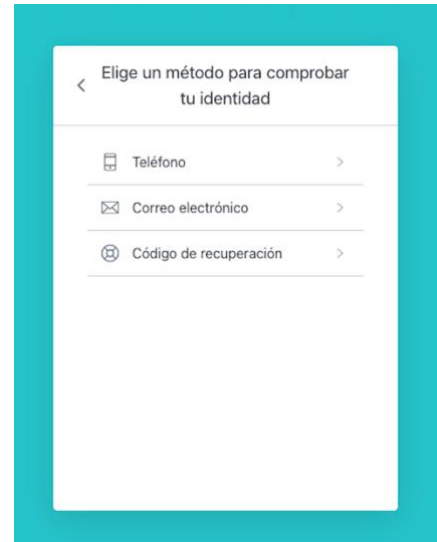 Elige un método para comprobar
tu identidad
Teléfono
Correo electrónico
Código de recuperación